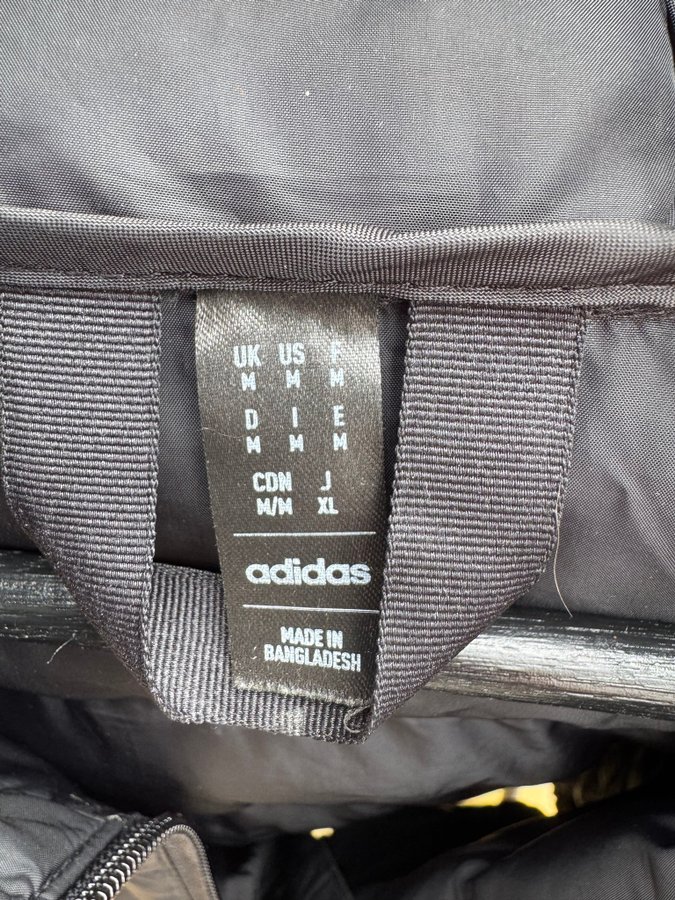 UK US F
M M M
D I E
M M M
CDN J
M/M XL
adidas
MADE IN
BANGLADESH